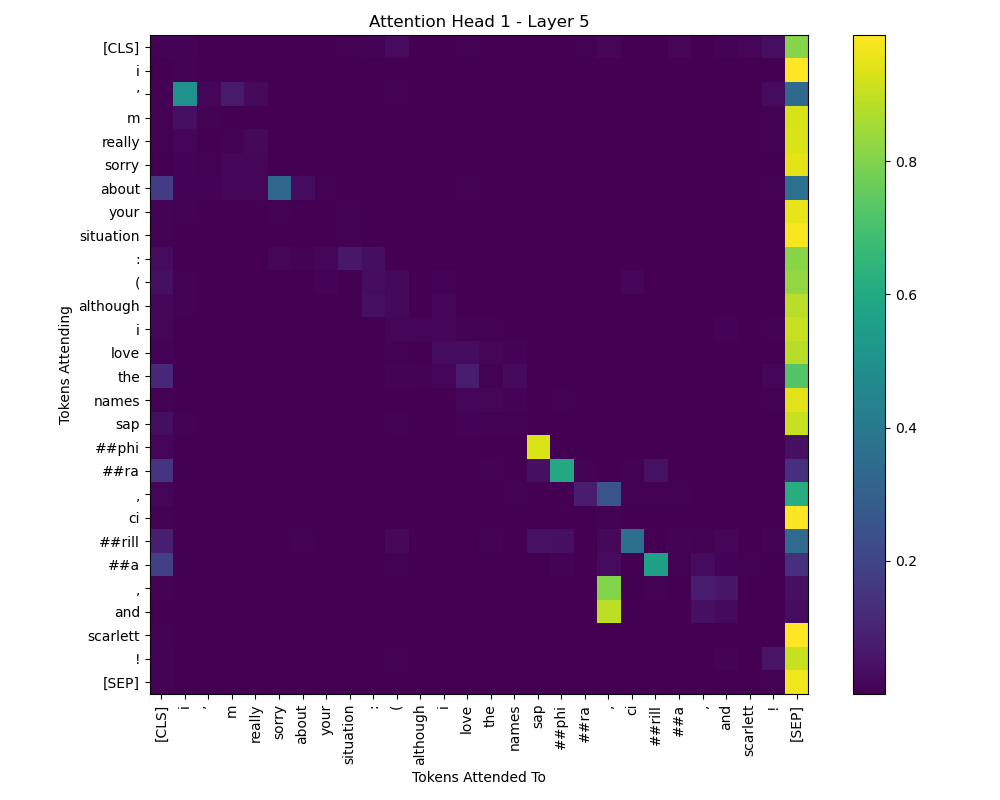 Attention Head 1 - Layer 5
Tokens Attending
[CLS]
i
’
m
really
sorry
about
your
situation
:
(
although
i
love
the
names
sap
##phi
##ra
,
ci
##rill
##a
,
and
scarlett
!
[SEP]
[CLS]
i
’
m
really
sorry
about
your
situation
:
(
although
i
love
the
names
sap
##phi
##ra
,
ci
##rill
##a
,
and
scarlett
!
[SEP]
Tokens Attended To
0.8
0.6
0.4
0.2